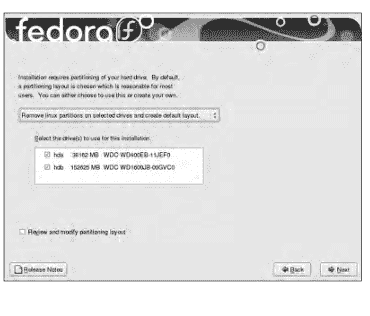 fedora
Installation requires partitioning of your hard drive. By default,
a partitioning layout is chosen which is reasonable for most
users. You can either choose to use this or create your own.
Remove linux partitions on selected drives and create default layout.
Select the drive(s) to use for this installation.
hda 38162 MB WDC WD400EB-11JEF0
hdb 152625 MB WDC WD1600JB-00GVC0
Review and modify partitioning layout
Release Notes
Back
Next